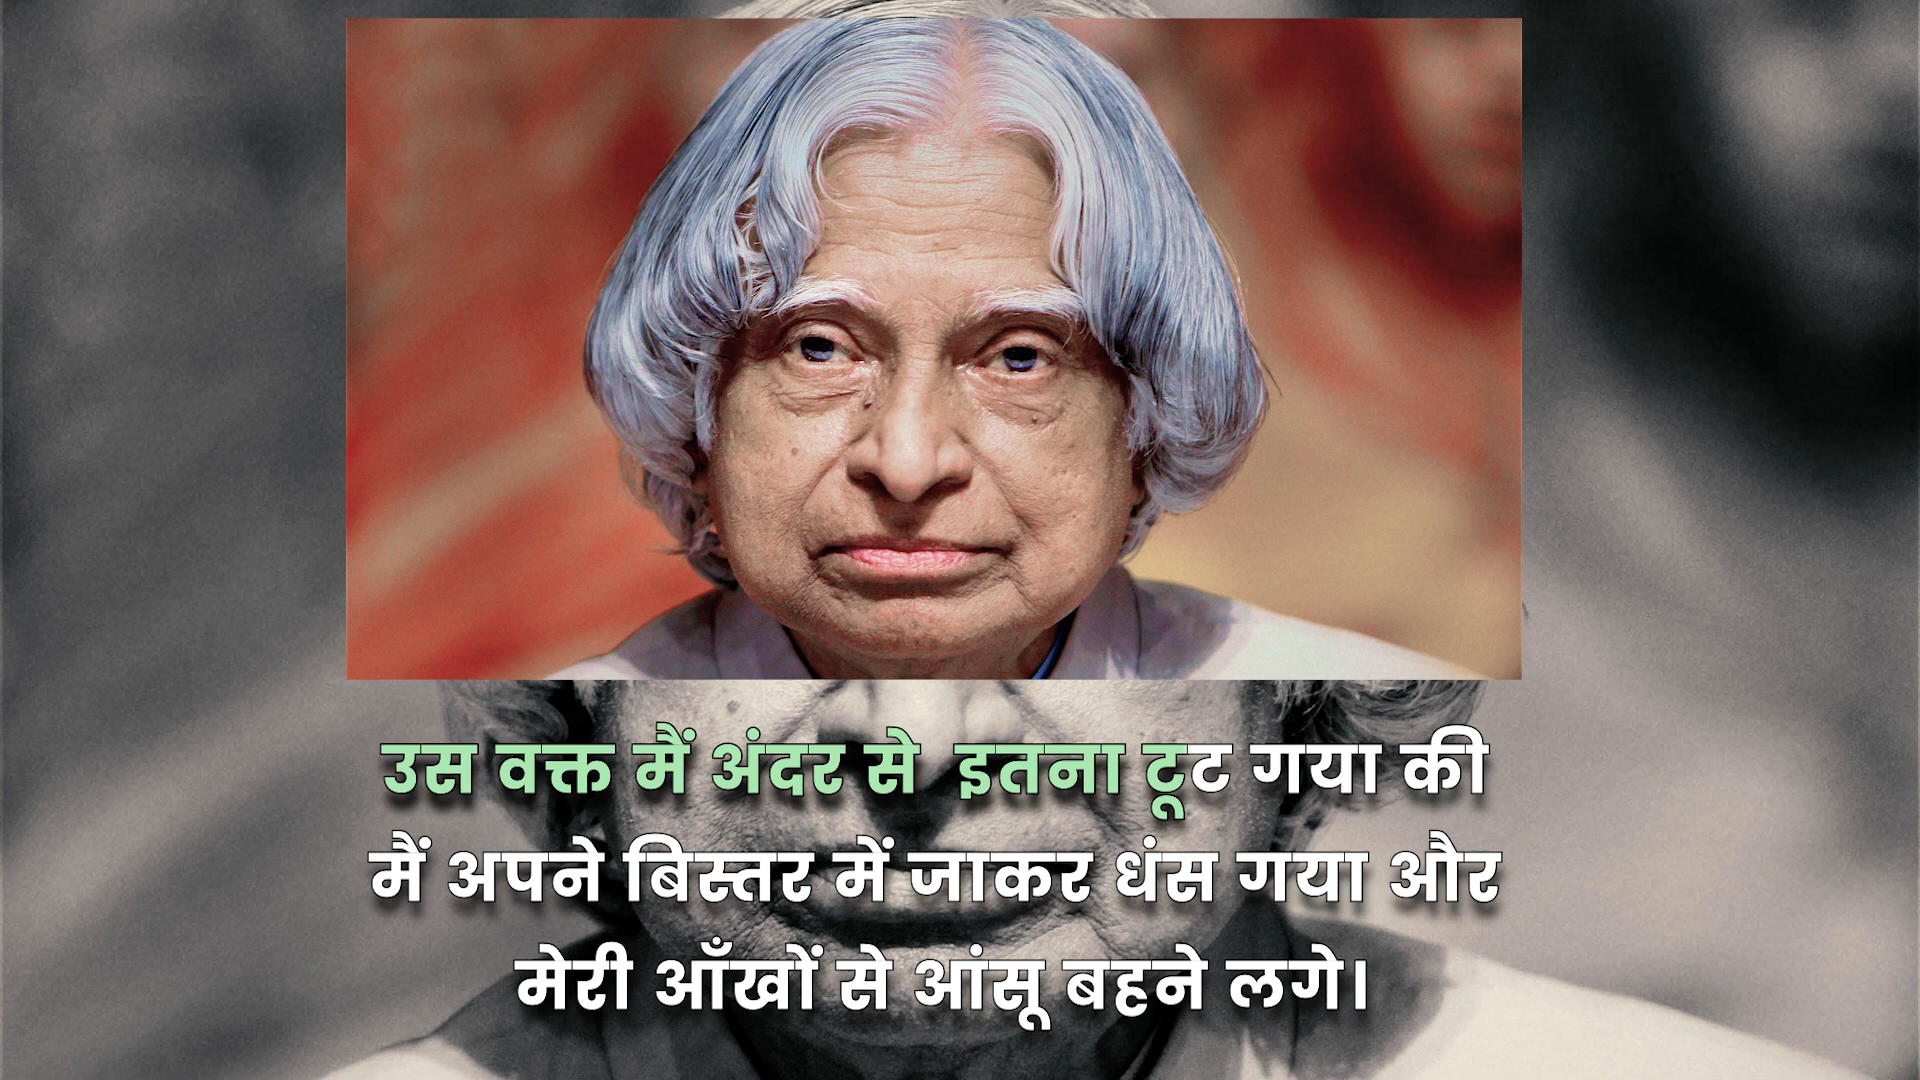 उस वक्त मैं अंदर से इतना टूट गया की
मैं अपने बिस्तर में जाकर धंस गया और
मेरी आँखों से आंसू बहने लगे।